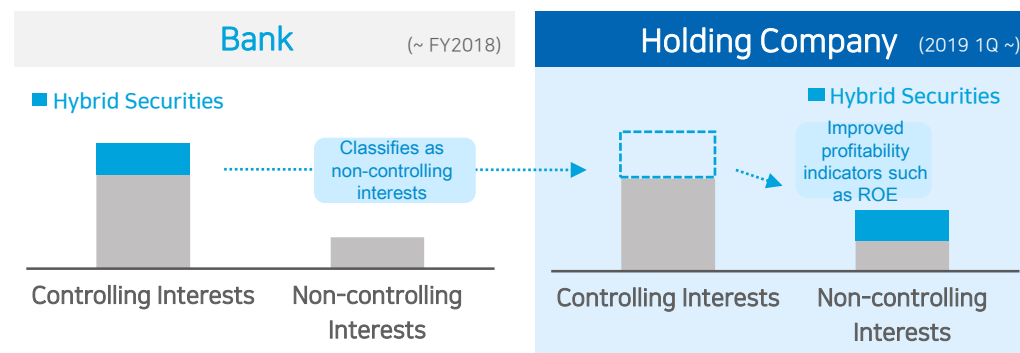 Bank
(~ FY2018)
Hybrid Securities
Classifies as
non-controlling
interests
Controlling Interests
Non-controlling
Interests
Holding Company
(2019 1Q ~)
Hybrid Securities
Improved
profitability
indicators such
as ROE
Controlling Interests
Non-controlling
Interests